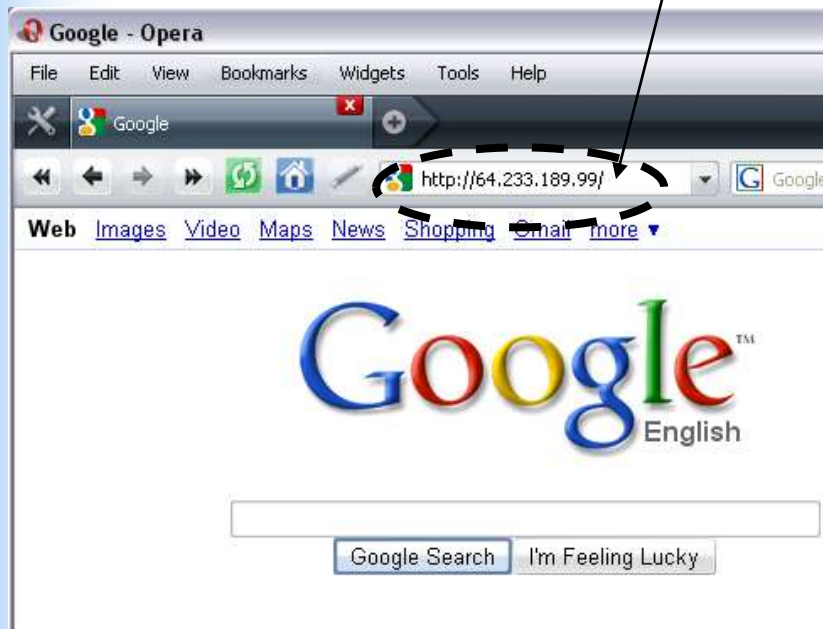 Google - Opera
File Edit View Bookmarks Widgets Tools Help
Google
http://64.233.189.99/ G Google
Web Images Video Maps News Shopping Gmail more ▼
Google™
English
Google Search I'm Feeling Lucky